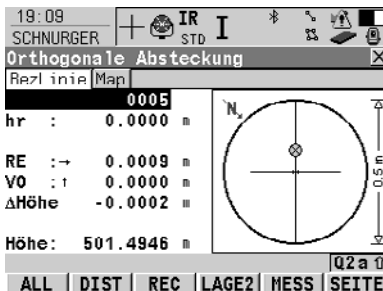 19:09
SCHNURGER
IR
STD
I
Orthogonale Absteckung
BezLinie Map
0005
hr : 0.0000 m
RE :→ 0.0009 m
VO :↑ 0.0000 m
ΔHöhe -0.0002 m
Höhe: 501.4946 m
N
0.5 m
Q2a⇧
ALL DIST REC LAGE2 MESS SEITE